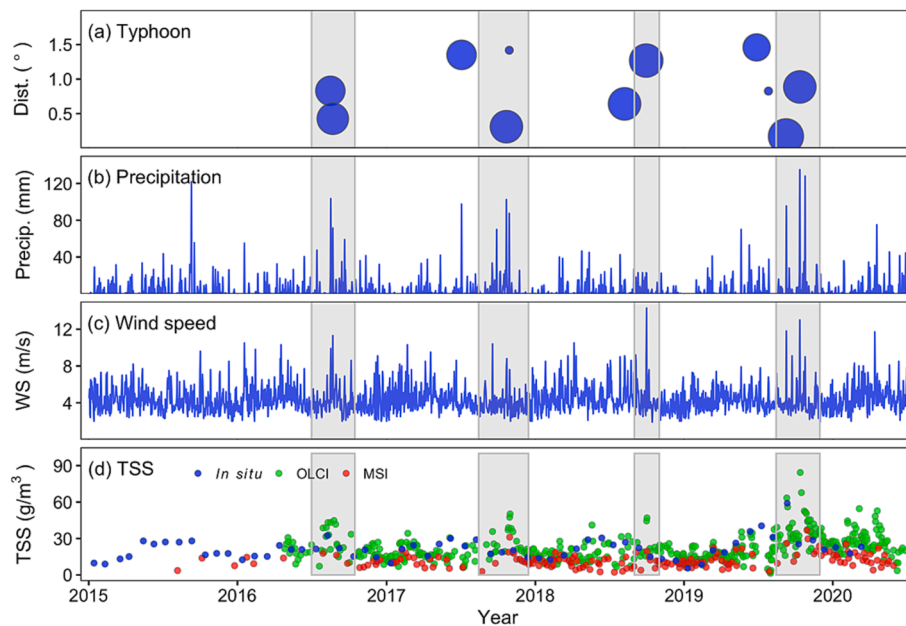 (a) Typhoon
Dist. ( ° )
1.5
1.0
0.5
(b) Precipitation
Precip. (mm)
120
80
40
(c) Wind speed
WS (m/s)
12
8
4
(d) TSS
In situ OLCI MSI
TSS (g/m³)
90
60
30
0
2015 2016 2017 2018 2019 2020
Year